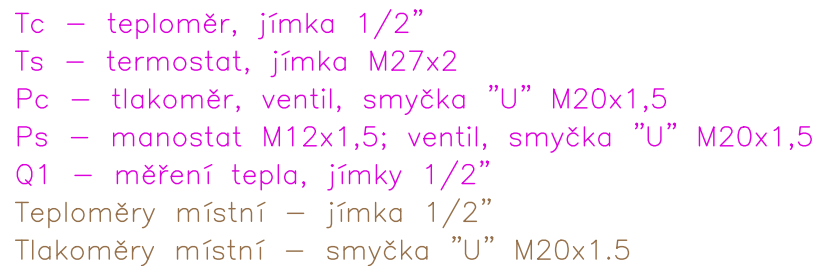 Tc – teploměr, jímka 1/2"
Ts – termostat, jímka M27x2
Pc – tlakoměr, ventil, smyčka "U" M20x1,5
Ps – manostat M12x1,5; ventil, smyčka "U" M20x1,5
Q1 – měření tepla, jímky 1/2"
Teploměry místní – jímka 1/2"
Tlakoměry místní – smyčka "U" M20x1.5